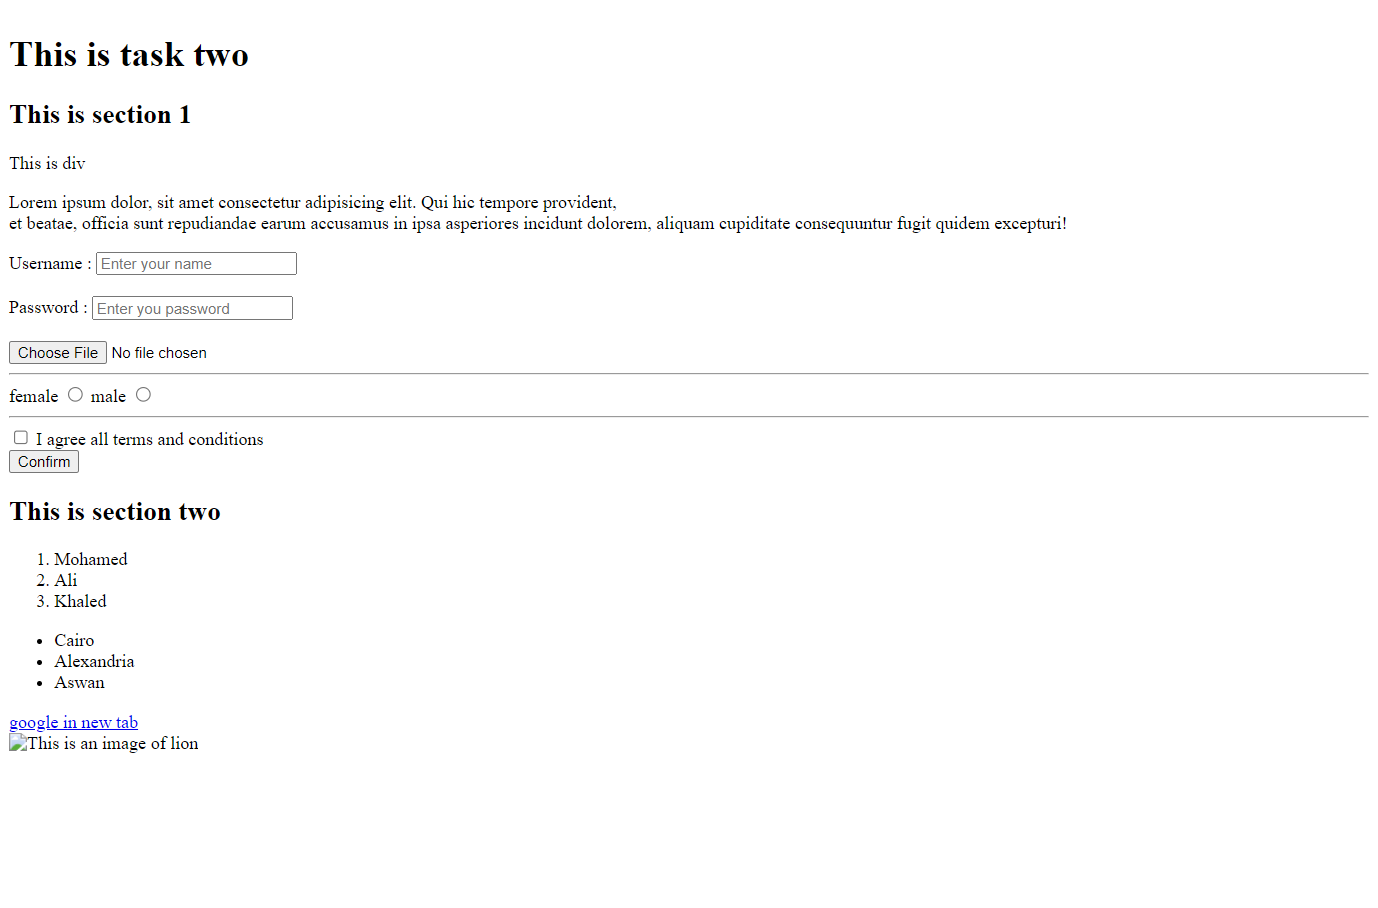 This is task two
This is section 1
This is div
Lorem ipsum dolor, sit amet consectetur adipisicing elit. Qui hic tempore provident,
et beatae, officia sunt repudiandae earum accusamus in ipsa asperiores incidunt dolorem, aliquam cupiditate consequuntur fugit quidem excepturi!
Username : Enter your name
Password : Enter you password
Choose File No file chosen
female male
I agree all terms and conditions
Confirm
This is section two
1. Mohamed
2. Ali
3. Khaled
• Cairo
• Alexandria
• Aswan
google in new tab
This is an image of lion